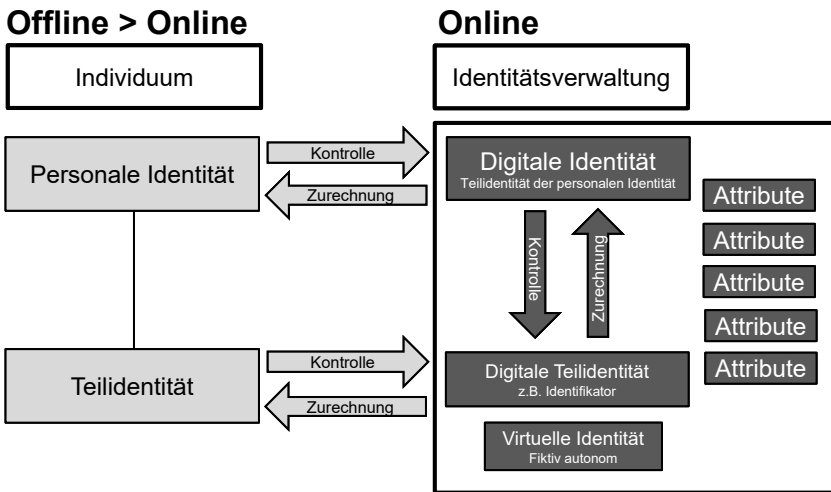 Offline > Online
Online
Individuum
Identitätsverwaltung
Personale Identität
Kontrolle
Zurechnung
Digitale Identität
Teilidentität der personalen Identität
Kontrolle
Zurechnung
Attribute
Attribute
Attribute
Attribute
Attribute
Teilidentität
Kontrolle
Zurechnung
Digitale Teilidentität
z.B. Identifikator
Virtuelle Identität
Fiktiv autonom